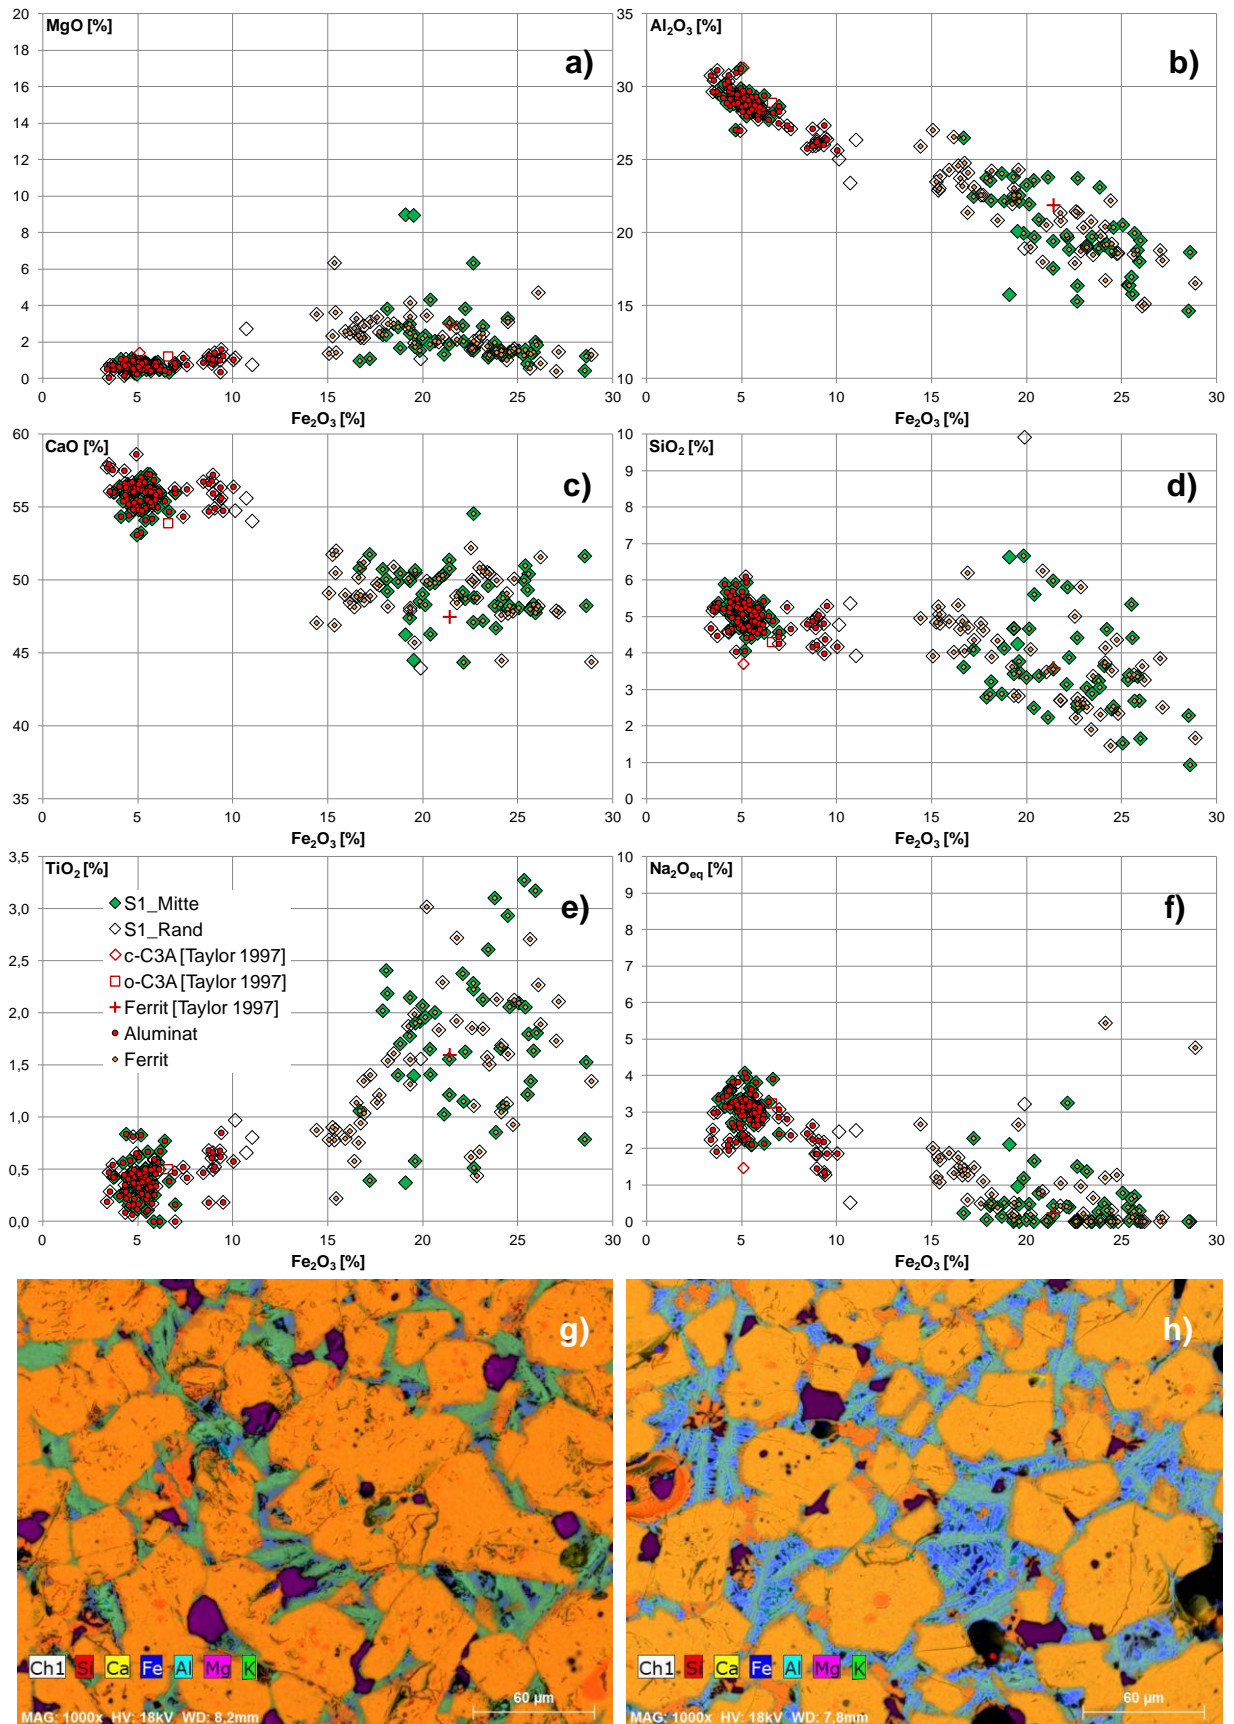 MgO [%]
a)
20
18
16
14
12
10
8
6
4
2
0
0 5 10 15 20 25 30
Fe₂O₃ [%]
Al₂O₃ [%]
b)
35
30
25
20
15
10
0 5 10 15 20 25 30
Fe₂O₃ [%]
CaO [%]
c)
60
55
50
45
40
35
0 5 10 15 20 25 30
Fe₂O₃ [%]
SiO₂ [%]
d)
10
9
8
7
6
5
4
3
2
1
0
0 5 10 15 20 25 30
Fe₂O₃ [%]
TiO₂ [%]
e)
3,5
3,0
2,5
2,0
1,5
1,0
0,5
0,0
S1_Mitte
S1_Rand
c-C3A [Taylor 1997]
o-C3A [Taylor 1997]
Ferrit [Taylor 1997]
Aluminat
Ferrit
0 5 10 15 20 25 30
Fe₂O₃ [%]
Na₂Oeq [%]
f)
10
9
8
7
6
5
4
3
2
1
0
0 5 10 15 20 25 30
Fe₂O₃ [%]
g)
Ch1 Si Ca Fe Al Mg K
60 µm
MAG: 1000x HV: 18kV WD: 8.2mm
h)
Ch1 Si Ca Fe Al Mg K
60 µm
MAG: 1000x HV: 18kV WD: 7.8mm